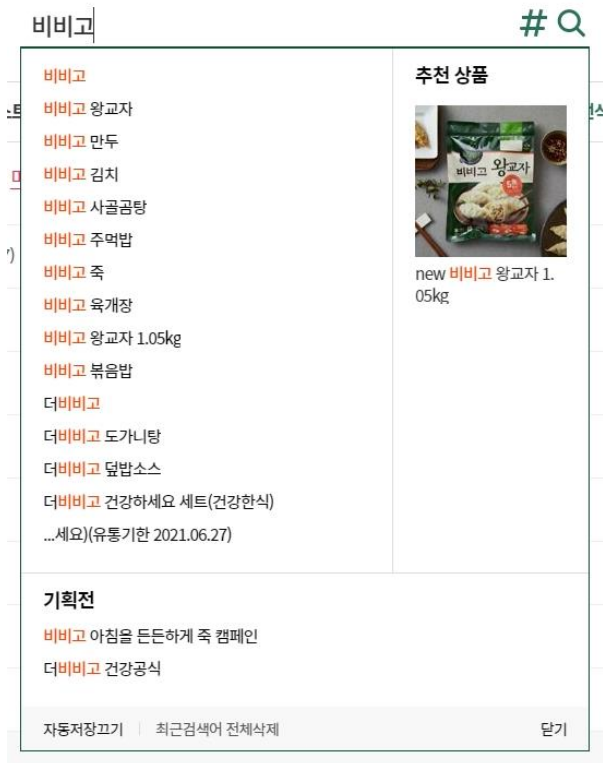 비비고
#
비비고
비비고 왕교자
비비고 만두
비비고 김치
비비고 사골곰탕
비비고 주먹밥
비비고 죽
비비고 육개장
비비고 왕교자 1.05kg
비비고 볶음밥
더비비고
더비비고 도가니탕
더비비고 덮밥소스
더비비고 건강하세요 세트(건강한식)
...세요)(유통기한 2021.06.27)
추천 상품
비비고 왕교자
new 비비고 왕교자 1.
05kg
기획전
비비고 아침을 든든하게 죽 캠페인
더비비고 건강공식
자동저장끄기
최근검색어 전체삭제
닫기